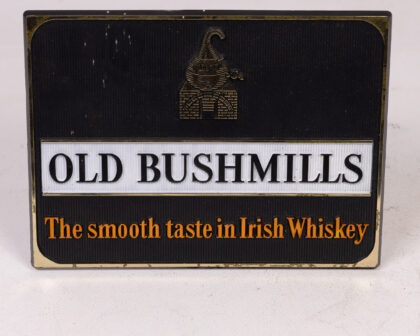 OLD BUSHMILLS
The smooth taste in Irish Whiskey